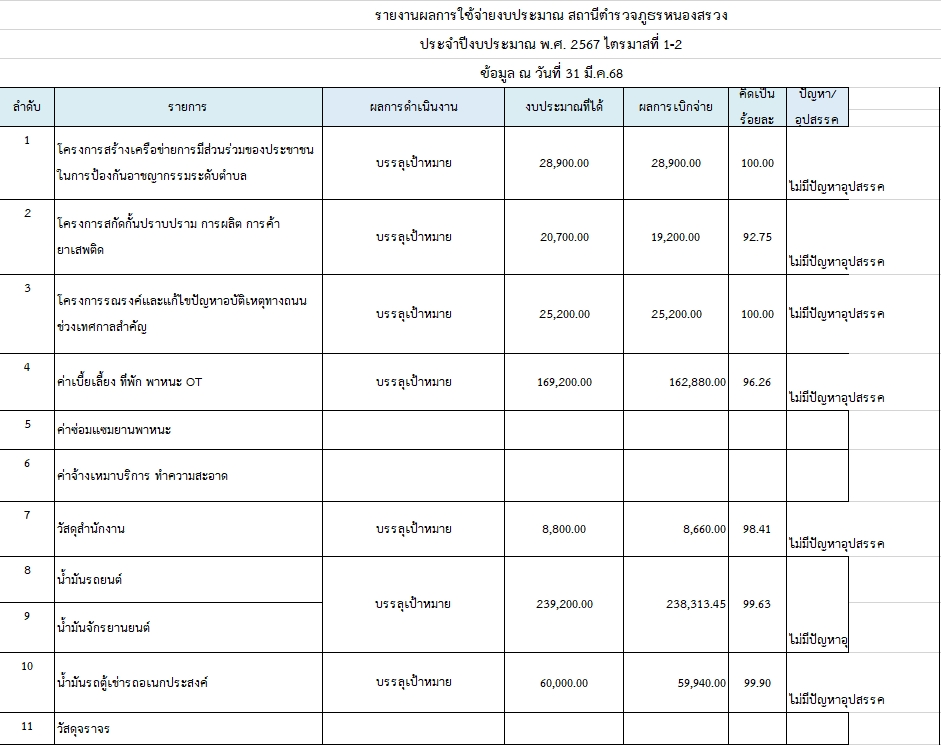 รายงานผลการใช้จ่ายงบประมาณ สถานีตำรวจภูธรหนองสรวง
ประจำปีงบประมาณ พ.ศ. 2567 ไตรมาสที่ 1-2
ข้อมูล ณ วันที่ 31 มี.ค.68
ลำดับ รายการ ผลการดำเนินงาน งบประมาณที่ได้ ผลการเบิกจ่าย คิดเป็น ปัญหา/
ร้อยละ อุปสรรค
1
โครงการสร้างเครือข่ายการมีส่วนร่วมของประชาชน
ในการป้องกันอาชญากรรมระดับตำบล
บรรลุเป้าหมาย 28,900.00 28,900.00 100.00
ไม่มีปัญหาอุปสรรค
2
โครงการสกัดกั้นปราบปราม การผลิต การค้า
ยาเสพติด
บรรลุเป้าหมาย 20,700.00 19,200.00 92.75
ไม่มีปัญหาอุปสรรค
3
โครงการรณรงค์และแก้ไขปัญหาอบัติเหตุทางถนน
ช่วงเทศกาลสำคัญ
บรรลุเป้าหมาย 25,200.00 25,200.00 100.00 ไม่มีปัญหาอุปสรรค
4
ค่าเบี้ยเลี้ยง ที่พัก พาหนะ OT บรรลุเป้าหมาย 169,200.00 162,880.00 96.26
ไม่มีปัญหาอุปสรรค
5
ค่าซ่อมแซมยานพาหนะ
6
ค่าจ้างเหมาบริการ ทำความสะอาด
7
วัสดุสำนักงาน บรรลุเป้าหมาย 8,800.00 8,660.00 98.41
ไม่มีปัญหาอุปสรรค
8
น้ำมันรถยนต์
บรรลุเป้าหมาย 239,200.00 238,313.45 99.63
9
น้ำมันจักรยานยนต์
ไม่มีปัญหาอุ
10
น้ำมันรถตู้เช่ารถอเนกประสงค์ บรรลุเป้าหมาย 60,000.00 59,940.00 99.90
ไม่มีปัญหาอุปสรรค
11
วัสดุจราจร